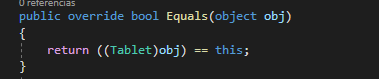 0 referencias
public override bool Equals(object obj)
{
return ((Tablet)obj) == this;
}